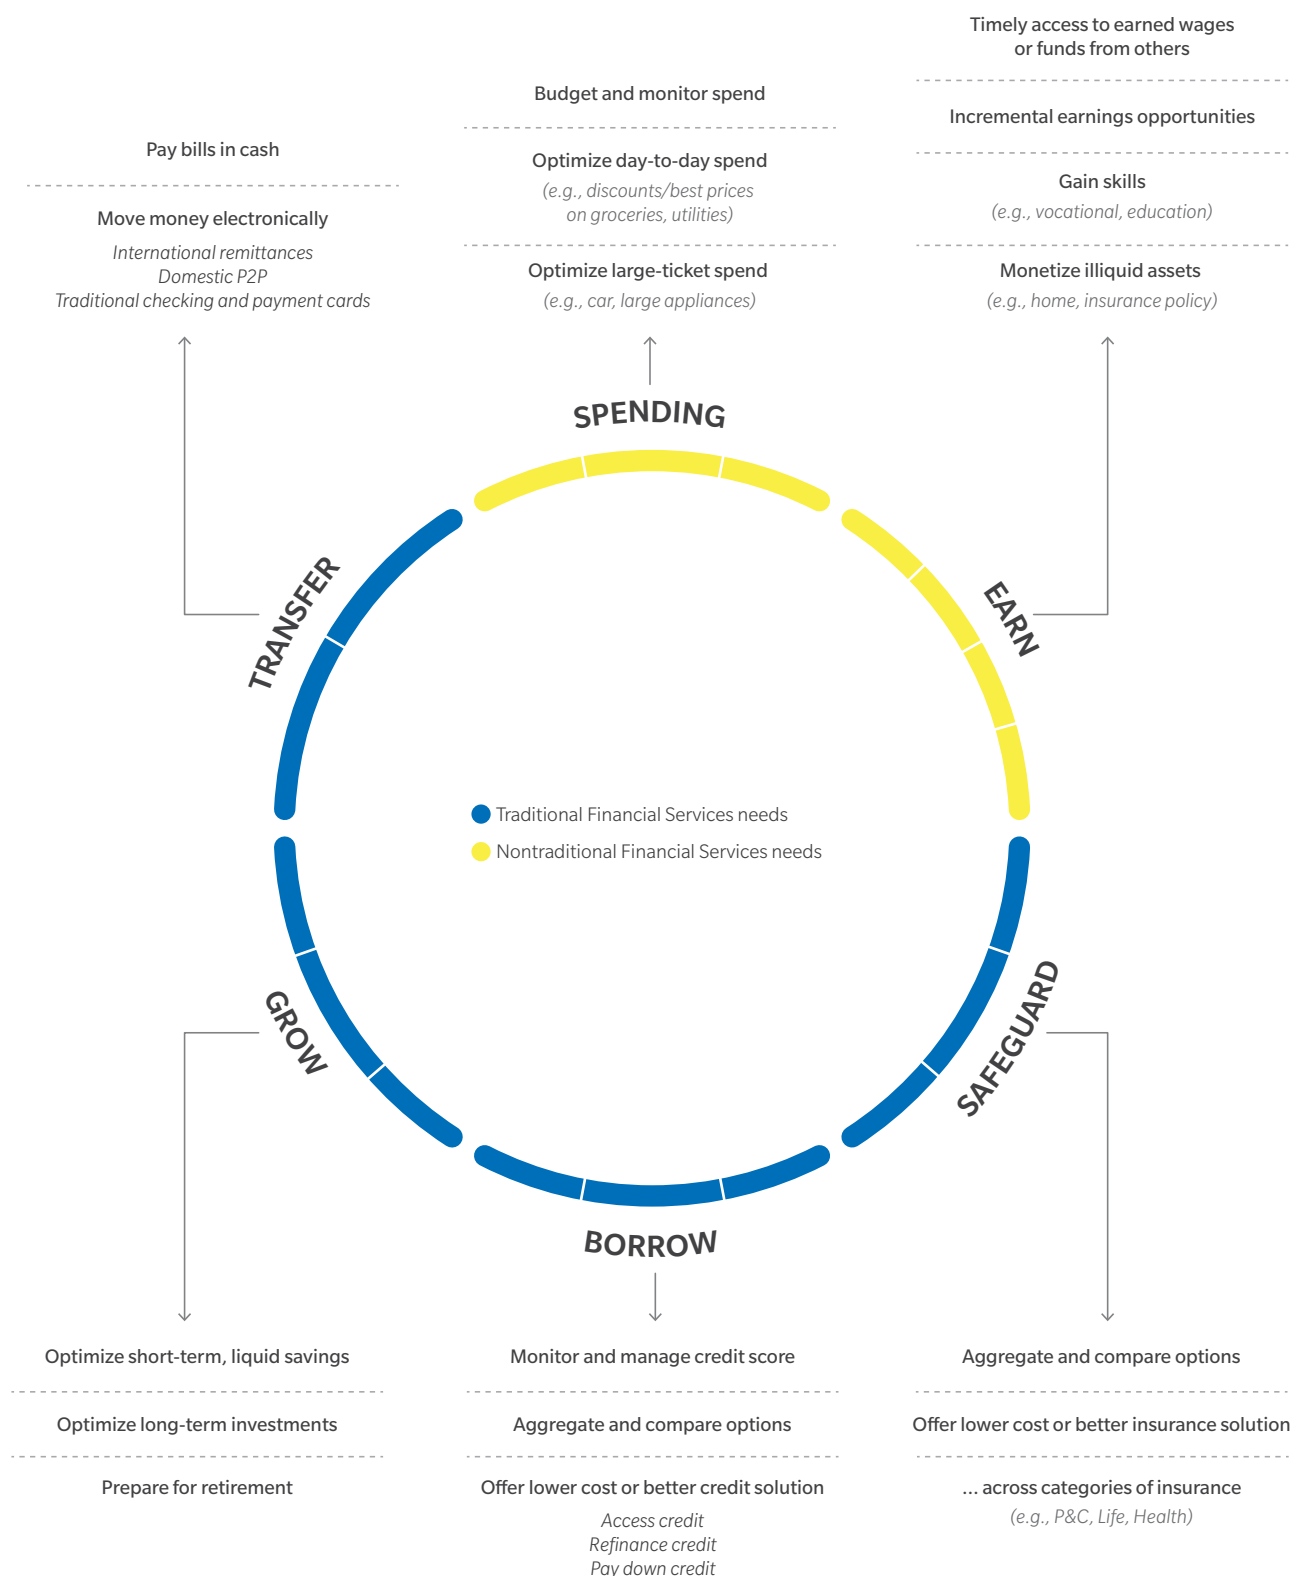 Pay bills in cash
Move money electronically
International remittances
Domestic P2P
Traditional checking and payment cards
Budget and monitor spend
Optimize day-to-day spend
(e.g., discounts/best prices
on groceries, utilities)
Optimize large-ticket spend
(e.g., car, large appliances)
Timely access to earned wages
or funds from others
Incremental earnings opportunities
Gain skills
(e.g., vocational, education)
Monetize illiquid assets
(e.g., home, insurance policy)
SPENDING
TRANSFER
EARN
Traditional Financial Services needs
Nontraditional Financial Services needs
GROW
SAFEGUARD
BORROW
Optimize short-term, liquid savings
Optimize long-term investments
Prepare for retirement
Monitor and manage credit score
Aggregate and compare options
Offer lower cost or better credit solution
Access credit
Refinance credit
Pay down credit
Aggregate and compare options
Offer lower cost or better insurance solution
... across categories of insurance
(e.g., P&C, Life, Health)